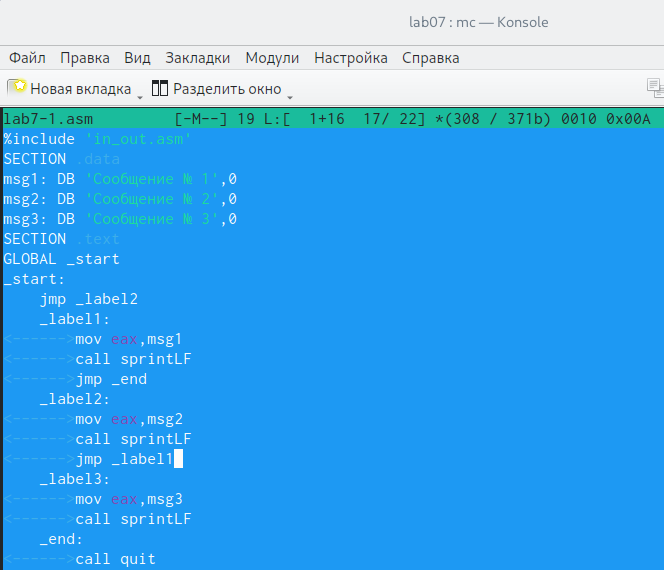 lab07 : mc — Konsole
Файл Правка Вид Закладки Модули Настройка Справка
Новая вкладка Разделить окно
lab7-1.asm [-M--] 19 L:[ 1+16 17/ 22] *(308 / 371b) 0010 0x00A
%include 'in_out.asm'
SECTION .data
msg1: DB 'Сообщение № 1',0
msg2: DB 'Сообщение № 2',0
msg3: DB 'Сообщение № 3',0
SECTION .text
GLOBAL _start
_start:
jmp _label2
_label1:
<------>mov eax,msg1
<------>call sprintLF
<------>jmp _end
_label2:
<------>mov eax,msg2
<------>call sprintLF
<------>jmp _label1
_label3:
<------>mov eax,msg3
<------>call sprintLF
_end:
<------>call quit